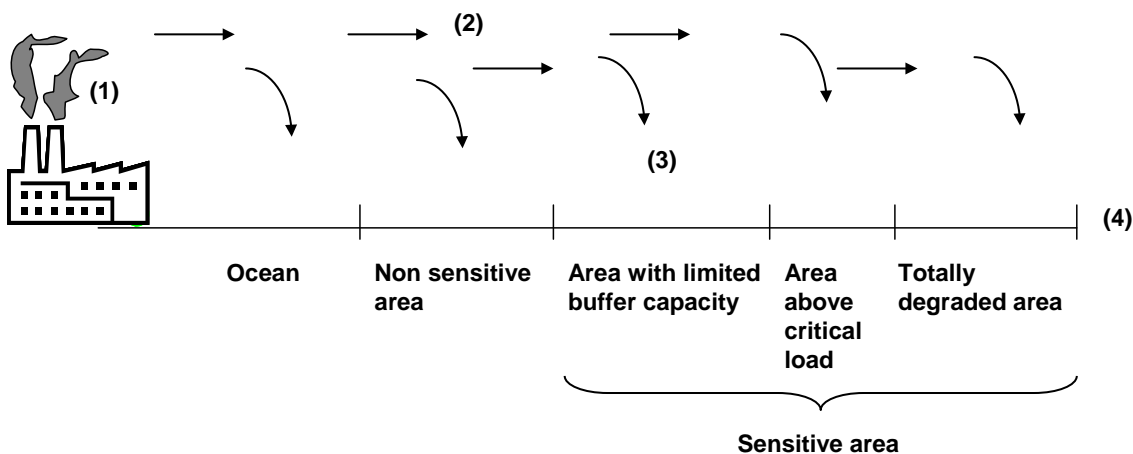 (1)
(2)
(3)
(4)
Ocean
Non sensitive
area
Area with limited
buffer capacity
Area
above
critical
load
Totally
degraded area
Sensitive area